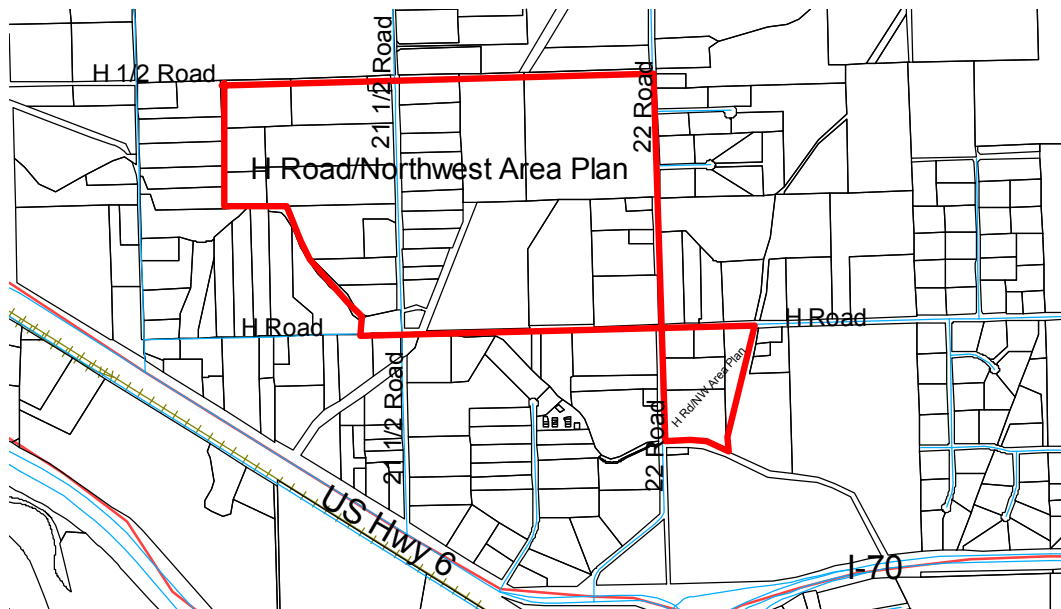 H 1/2 Road
21 1/2 Road
22 Road
H Road/Northwest Area Plan
H Road
H Road
H Rd/NW Area Plan
21 1/2 Road
22 Road
US Hwy 6
I-70